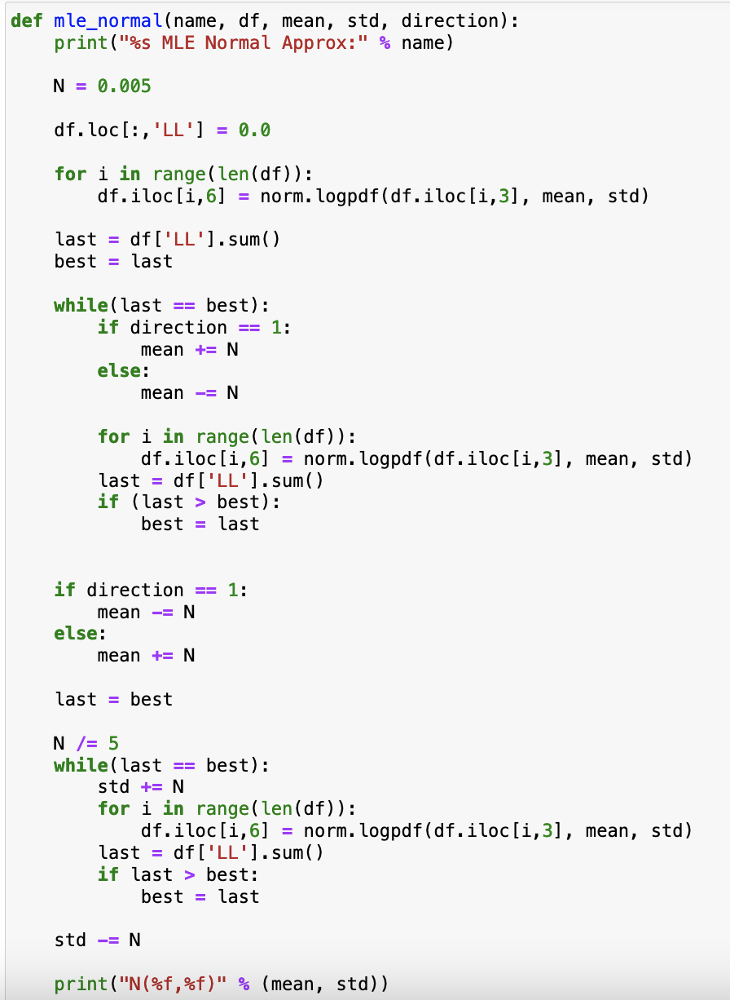 def mle_normal(name, df, mean, std, direction):
    print("%s MLE Normal Approx:" % name)

    N = 0.005

    df.loc[:,'LL'] = 0.0

    for i in range(len(df)):
        df.iloc[i,6] = norm.logpdf(df.iloc[i,3], mean, std)

    last = df['LL'].sum()
    best = last

    while(last == best):
        if direction == 1:
            mean += N
        else:
            mean -= N

        for i in range(len(df)):
            df.iloc[i,6] = norm.logpdf(df.iloc[i,3], mean, std)
        last = df['LL'].sum()
        if (last > best):
            best = last


    if direction == 1:
        mean -= N
    else:
        mean += N

    last = best

    N /= 5
    while(last == best):
        std += N
        for i in range(len(df)):
            df.iloc[i,6] = norm.logpdf(df.iloc[i,3], mean, std)
        last = df['LL'].sum()
        if last > best:
            best = last

    std -= N

    print("N(%f,%f)" % (mean, std))